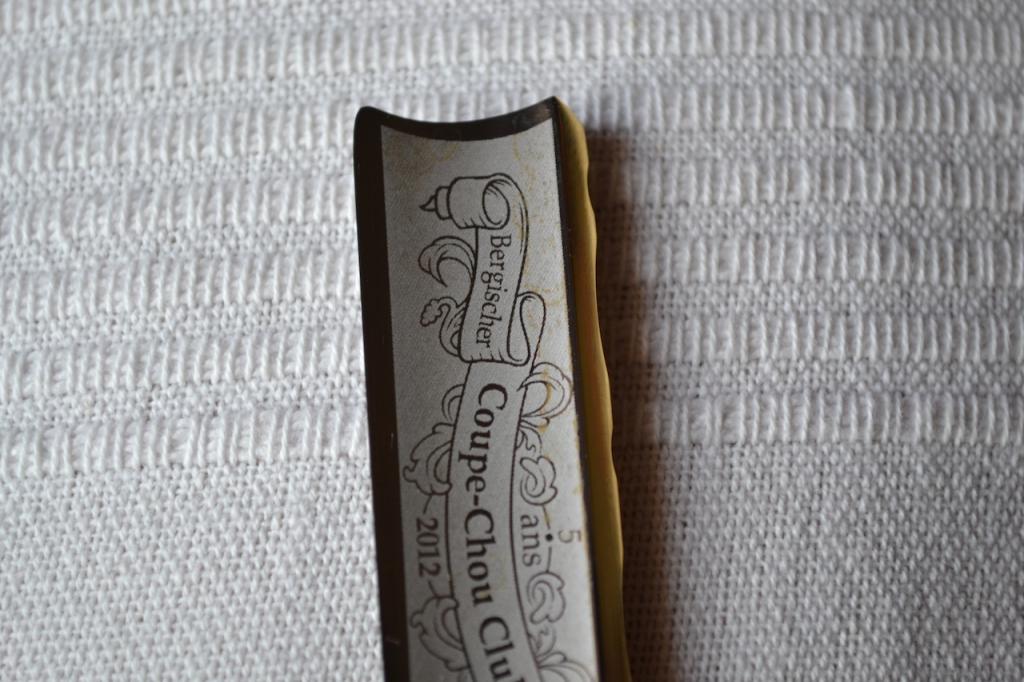 Bergischer
5 ans
Coupe-Chou Clu
2012